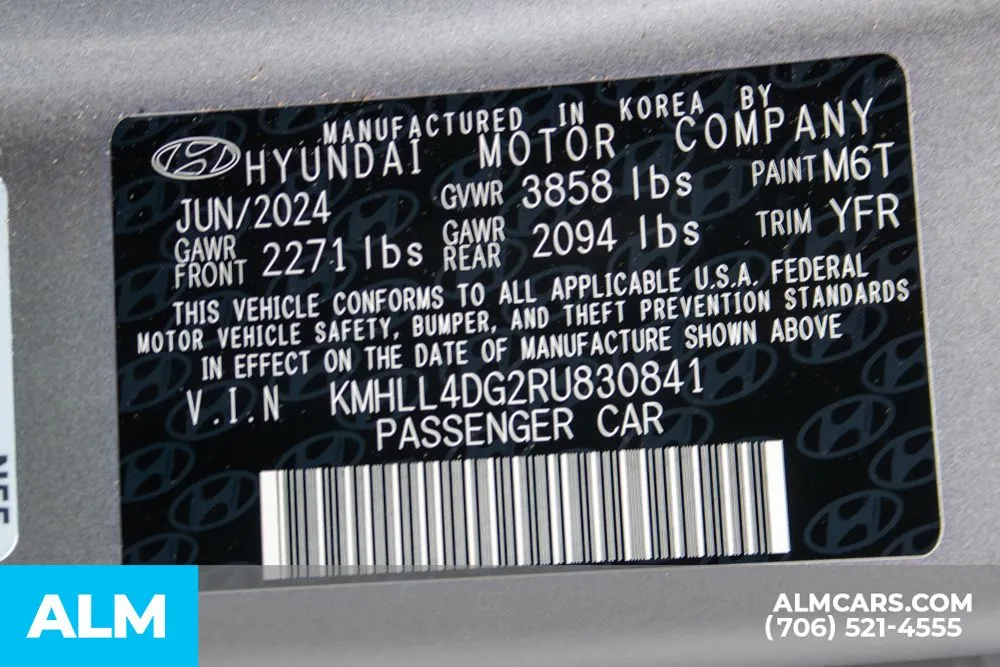 MANUFACTURED IN KOREA BY
HYUNDAI MOTOR COMPANY
JUN/2024 GVWR 3858 lbs PAINT M6T
GAWR FRONT 2271 lbs GAWR REAR 2094 lbs TRIM YFR
THIS VEHICLE CONFORMS TO ALL APPLICABLE U.S.A. FEDERAL
MOTOR VEHICLE SAFETY, BUMPER, AND THEFT PREVENTION STANDARDS
IN EFFECT ON THE DATE OF MANUFACTURE SHOWN ABOVE
V.I.N KMHLL4DG2RU830841
PASSENGER CAR
ALM
ALMCARS.COM
(706) 521-4555